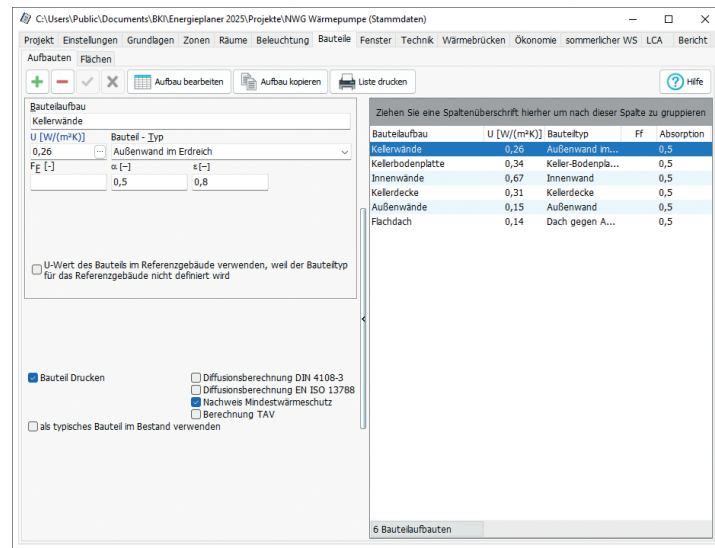 C:\Users\Public\Documents\BKI\Energieplaner 2025\Projekte\NWG Wärmepumpe (Stammdaten)
Projekt Einstellungen Grundlagen Zonen Räume Beleuchtung Bauteile Fenster Technik Wärmebrücken Ökonomie sommerlicher WS LCA Bericht
Aufbauten Flächen
Aufbau bearbeiten Aufbau kopieren Liste drucken Hilfe
Bauteilaufbau
Kellerwände
U [W/(m²K)] Bauteil - Typ
0,26 ... Außenwand im Erdreich
FF [-] α [—] ε [—]
0,5 0,8
U-Wert des Bauteils im Referenzgebäude verwenden, weil der Bauteiltyp
für das Referenzgebäude nicht definiert wird
Bauteil Drucken
Diffusionsberechnung DIN 4108-3
Diffusionsberechnung EN ISO 13788
Nachweis Mindestwärmeschutz
Berechnung TAV
als typisches Bauteil im Bestand verwenden
Ziehen Sie eine Spaltenüberschrift hierher um nach dieser Spalte zu gruppieren
Bauteilaufbau U [W/(m²K)] Bauteiltyp Ff Absorption
Kellerwände 0,26 Außenwand im... 0,5
Kellerbodenplatte 0,34 Keller-Bodenpla... 0,5
Innenwände 0,67 Innenwand 0,5
Kellerdecke 0,31 Kellerdecke 0,5
Außenwände 0,15 Außenwand 0,5
Flachdach 0,14 Dach gegen A... 0,5
6 Bauteilaufbauten